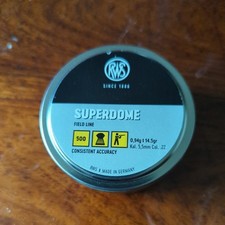 RWS
SINCE 1886
SUPERDOME
FIELD LINE
500
0,94g ± 14.5gr
Kal. 5,5mm Cal. .22
CONSISTENT ACCURACY
MADE IN GERMANY